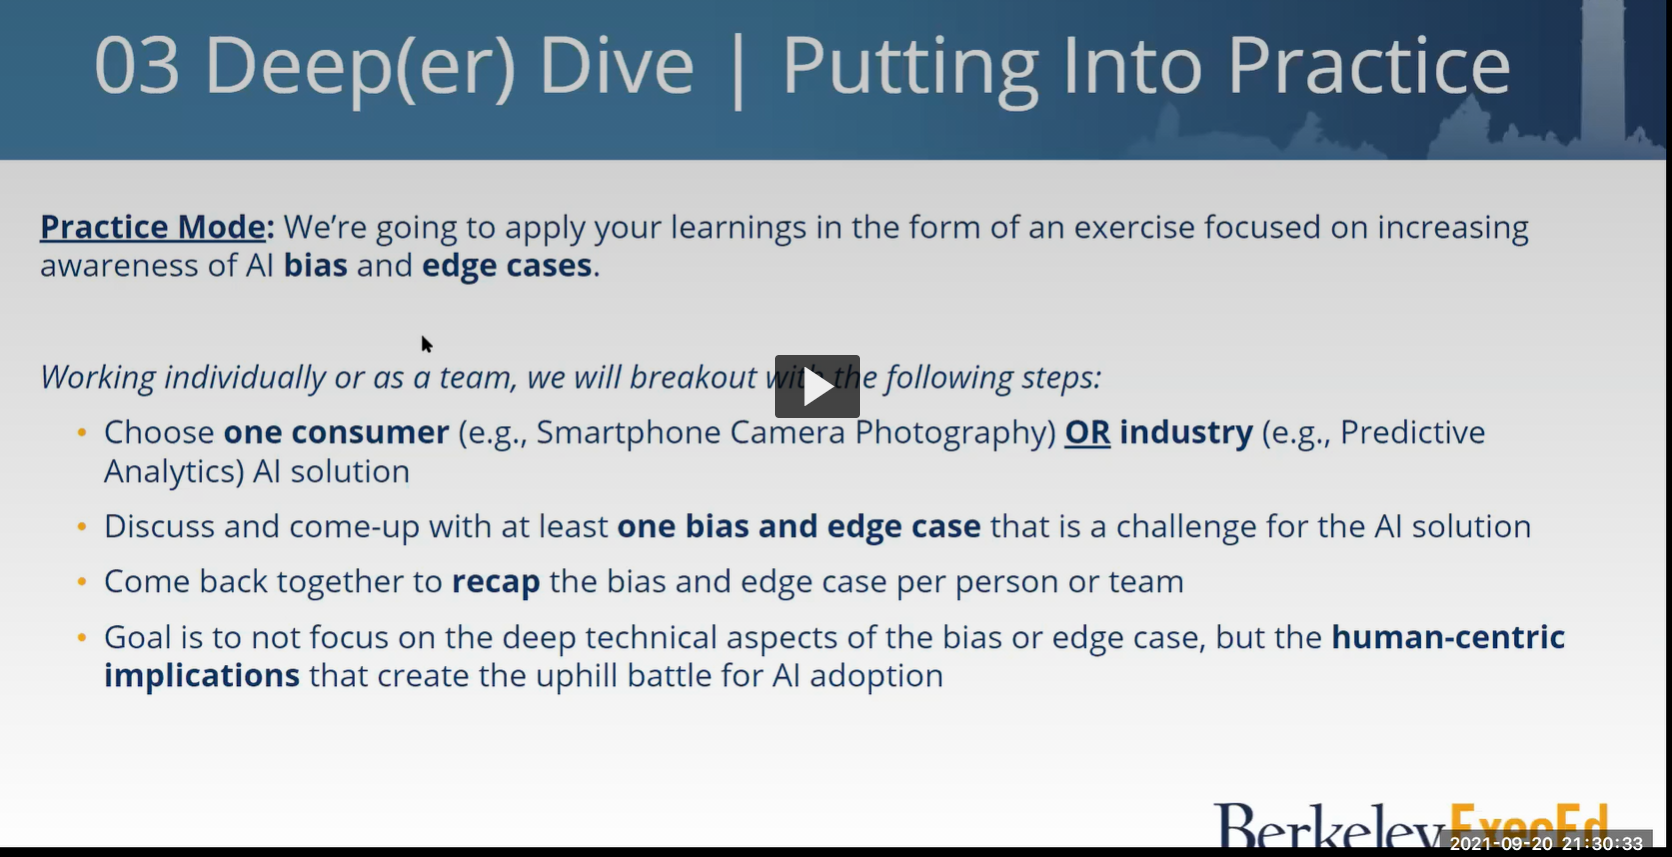 03 Deep(er) Dive | Putting Into Practice
Practice Mode: We're going to apply your learnings in the form of an exercise focused on increasing
awareness of AI bias and edge cases.
Working individually or as a team, we will breakout with the following steps:
• Choose one consumer (e.g., Smartphone Camera Photography) OR industry (e.g., Predictive
Analytics) AI solution
• Discuss and come-up with at least one bias and edge case that is a challenge for the AI solution
• Come back together to recap the bias and edge case per person or team
• Goal is to not focus on the deep technical aspects of the bias or edge case, but the human-centric
implications that create the uphill battle for AI adoption
Berkeley ExecEd
2021-09-20 21:30:33